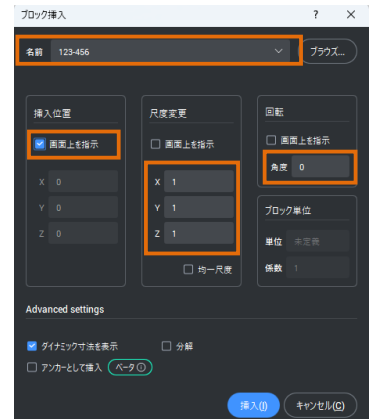 ブロック挿入 ? ×
名前 123-456 ブラウズ...
挿入位置
画面上を指示
X 0
Y 0
Z 0
尺度変更
画面上を指示
X 1
Y 1
Z 1
均一尺度
回転
画面上を指示
角度 0
ブロック単位
単位 未定義
係数 1
Advanced settings
ダイナミック寸法を表示 分解
アンカーとして挿入 ベータ
挿入(I) キャンセル(C)